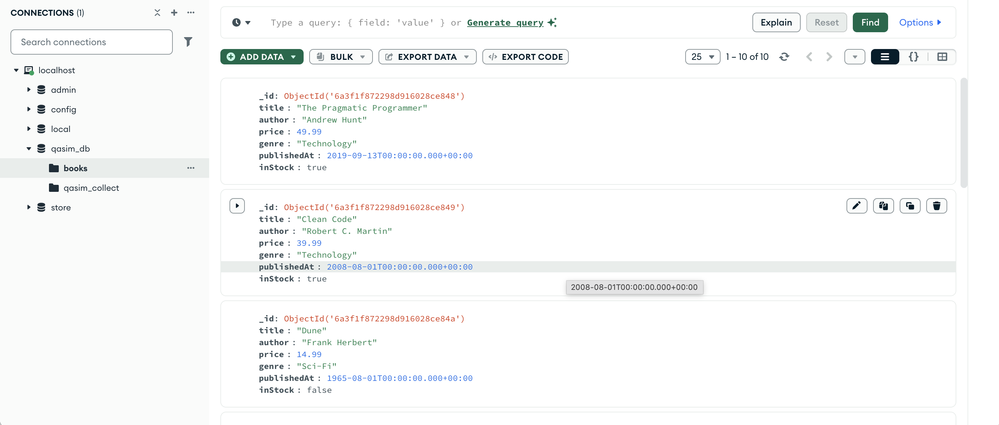 CONNECTIONS (1)
Search connections
localhost
admin
config
local
qasim_db
books
qasim_collect
store
Type a query: { field: 'value' } or Generate query
Explain
Reset
Find
Options
ADD DATA
BULK
EXPORT DATA
</> EXPORT CODE
25
1 – 10 of 10
{}
_id: ObjectId('6a3f1f872298d916028ce848')
title : "The Pragmatic Programmer"
author : "Andrew Hunt"
price : 49.99
genre : "Technology"
publishedAt : 2019-09-13T00:00:00.000+00:00
inStock : true
_id: ObjectId('6a3f1f872298d916028ce849')
title : "Clean Code"
author : "Robert C. Martin"
price : 39.99
genre : "Technology"
publishedAt : 2008-08-01T00:00:00.000+00:00
inStock : true
2008-08-01T00:00:00.000+00:00
_id: ObjectId('6a3f1f872298d916028ce84a')
title : "Dune"
author : "Frank Herbert"
price : 14.99
genre : "Sci-Fi"
publishedAt : 1965-08-01T00:00:00.000+00:00
inStock : false